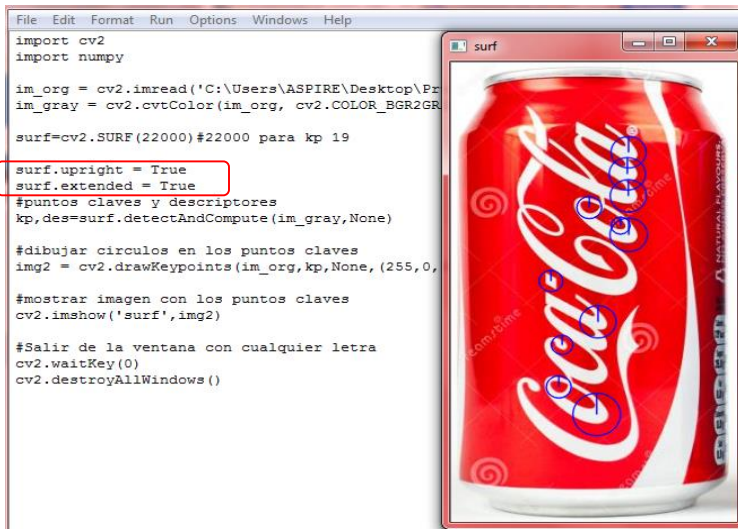 File Edit Format Run Options Windows Help
import cv2
import numpy
im_org = cv2.imread('C:\Users\ASPIRE\Desktop\Pr
im_gray = cv2.cvtColor(im_org, cv2.COLOR_BGR2GR
surf=cv2.SURF(22000)#22000 para kp 19
surf.upright = True
surf.extended = True
#puntos claves y descriptores
kp,des=surf.detectAndCompute(im_gray,None)
#dibujar circulos en los puntos claves
img2 = cv2.drawKeypoints(im_org,kp,None,(255,0,
#mostrar imagen con los puntos claves
cv2.imshow('surf',img2)
#Salir de la ventana con cualquier letra
cv2.waitKey(0)
cv2.destroyAllWindows()
surf
Coca-Cola
NATURAL FLAVOURS.
dreamstime